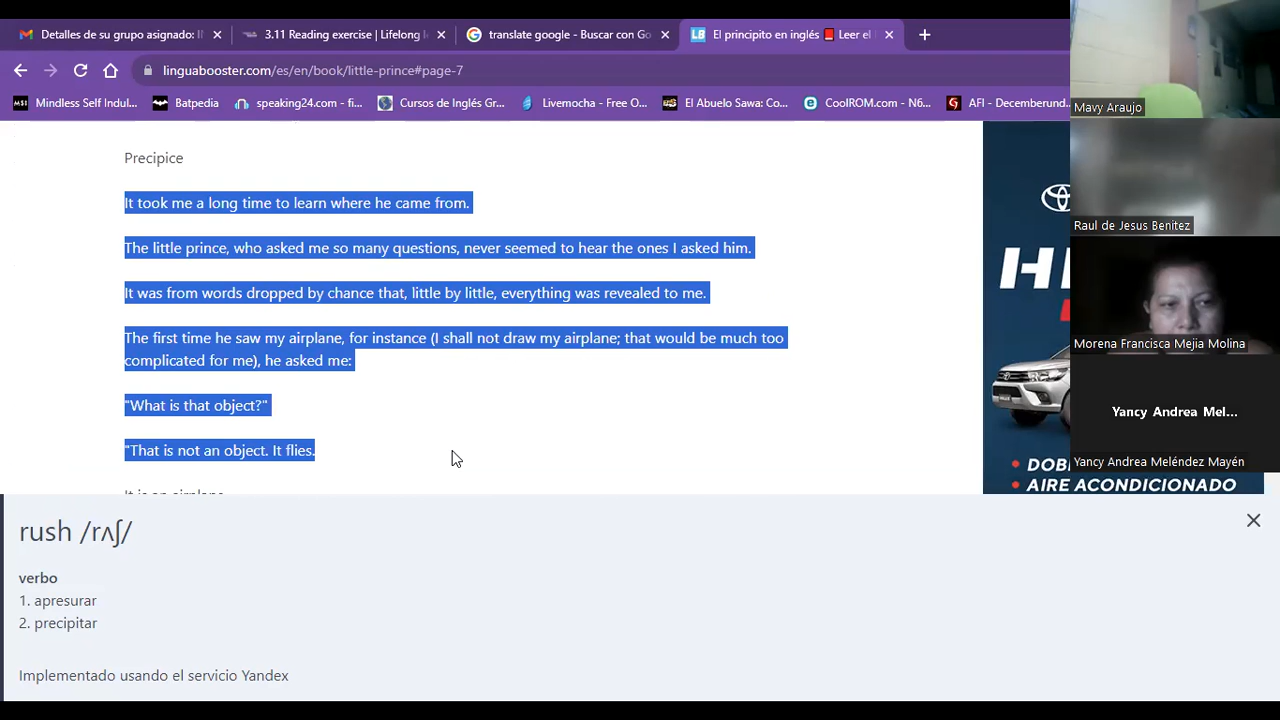 Detalles de su grupo asignado: I
3.11 Reading exercise | Lifelong l
translate google - Buscar con Go
El principito en inglés 📕 Leer el l
linguabooster.com/es/en/book/little-prince#page-7
Mindless Self Indul...
Batpedia
speaking24.com - fi...
Cursos de Inglés Gr...
Livemocha - Free O...
El Abuelo Sawa: Co...
CoolROM.com - N6...
AFI - Decemberund...
Precipice
It took me a long time to learn where he came from.
The little prince, who asked me so many questions, never seemed to hear the ones I asked him.
It was from words dropped by chance that, little by little, everything was revealed to me.
The first time he saw my airplane, for instance (I shall not draw my airplane; that would be much too
complicated for me), he asked me:
"What is that object?"
"That is not an object. It flies.
It is an airplane.
TOYOTA
DOB
AIRE ACONDICIONADO
Mavy Araujo
Raul de Jesus Benitez
Morena Francisca Mejia Molina
Yancy Andrea Mel...
Yancy Andrea Meléndez Mayén
rush /rʌʃ/
verbo
1. apresurar
2. precipitar
Implementado usando el servicio Yandex